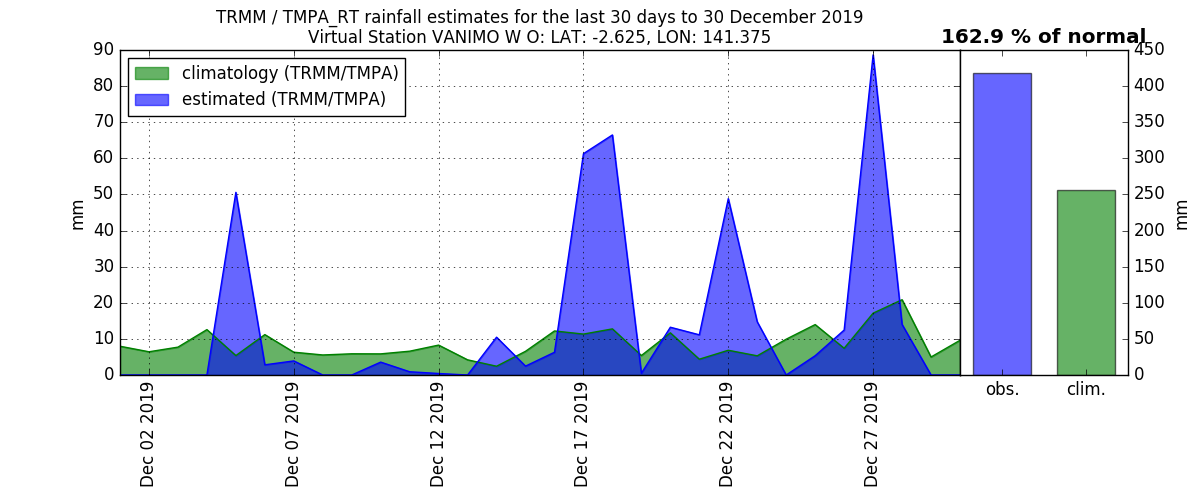 TRMM / TMPA_RT rainfall estimates for the last 30 days to 30 December 2019
Virtual Station VANIMO W O: LAT: -2.625, LON: 141.375
162.9 % of normal
climatology (TRMM/TMPA)
estimated (TRMM/TMPA)
90
80
70
60
50
40
30
20
10
0
mm
Dec 02 2019
Dec 07 2019
Dec 12 2019
Dec 17 2019
Dec 22 2019
Dec 27 2019
obs.
clim.
450
400
350
300
250
200
150
100
50
0
mm